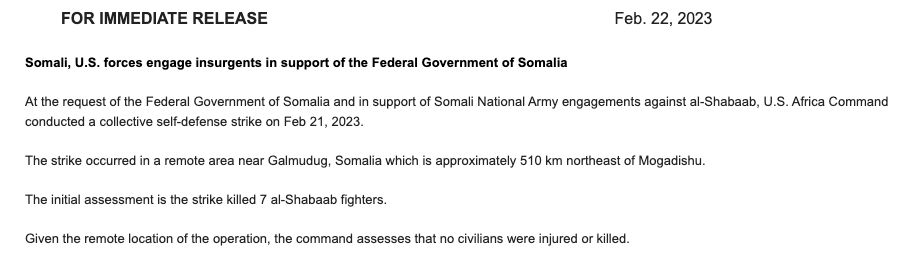 FOR IMMEDIATE RELEASE Feb. 22, 2023
Somali, U.S. forces engage insurgents in support of the Federal Government of Somalia
At the request of the Federal Government of Somalia and in support of Somali National Army engagements against al-Shabaab, U.S. Africa Command
conducted a collective self-defense strike on Feb 21, 2023.
The strike occurred in a remote area near Galmudug, Somalia which is approximately 510 km northeast of Mogadishu.
The initial assessment is the strike killed 7 al-Shabaab fighters.
Given the remote location of the operation, the command assesses that no civilians were injured or killed.